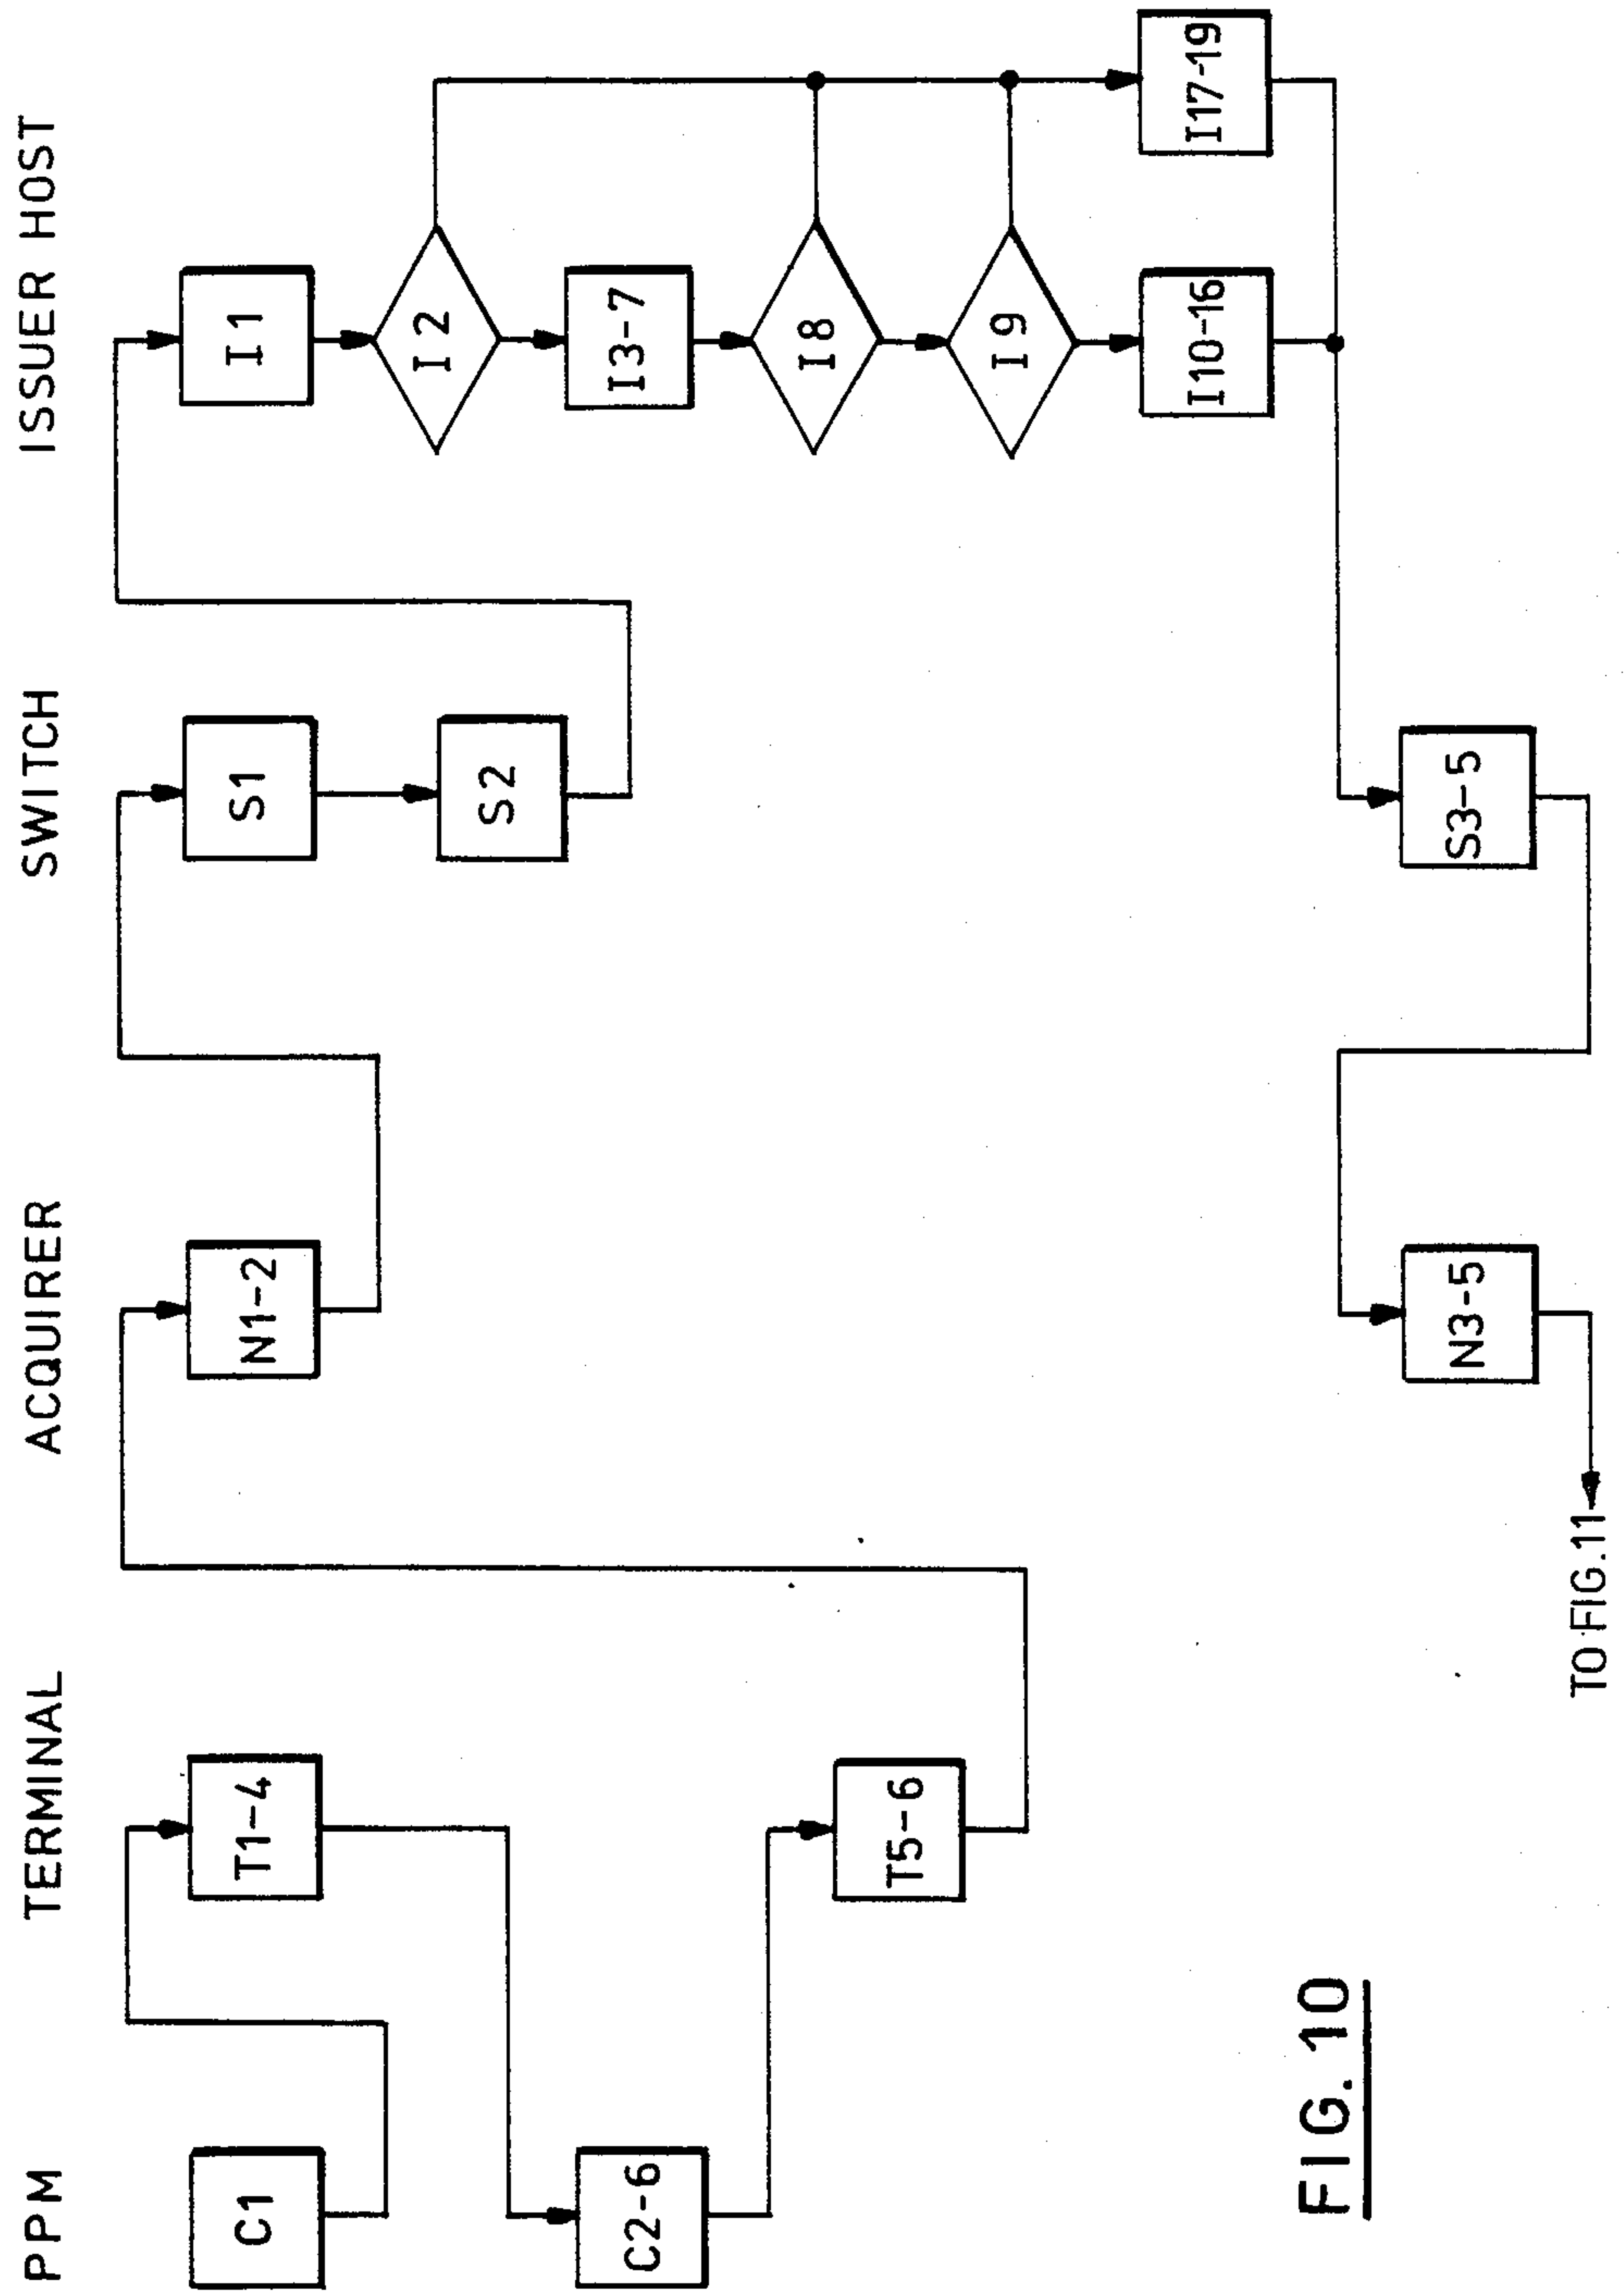 PPM TERMINAL ACQUIRER SWITCH ISSUER HOST
C1
T1-4
N1-2
S1
I1
S2
I2
C2-6
I3-7
T5-6
I8
I9
I10-16
I17-19
N3-5
S3-5
TO FIG.11
FIG. 10